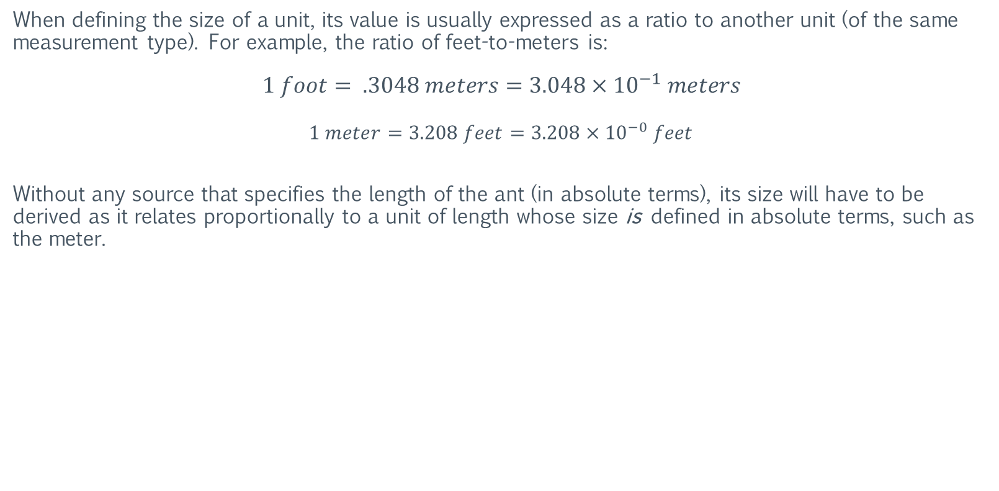 When defining the size of a unit, its value is usually expressed as a ratio to another unit (of the same
measurement type). For example, the ratio of feet-to-meters is:
1 foot = .3048 meters = 3.048 × 10⁻¹ meters
1 meter = 3.208 feet = 3.208 × 10⁻⁰ feet
Without any source that specifies the length of the ant (in absolute terms), its size will have to be
derived as it relates proportionally to a unit of length whose size is defined in absolute terms, such as
the meter.